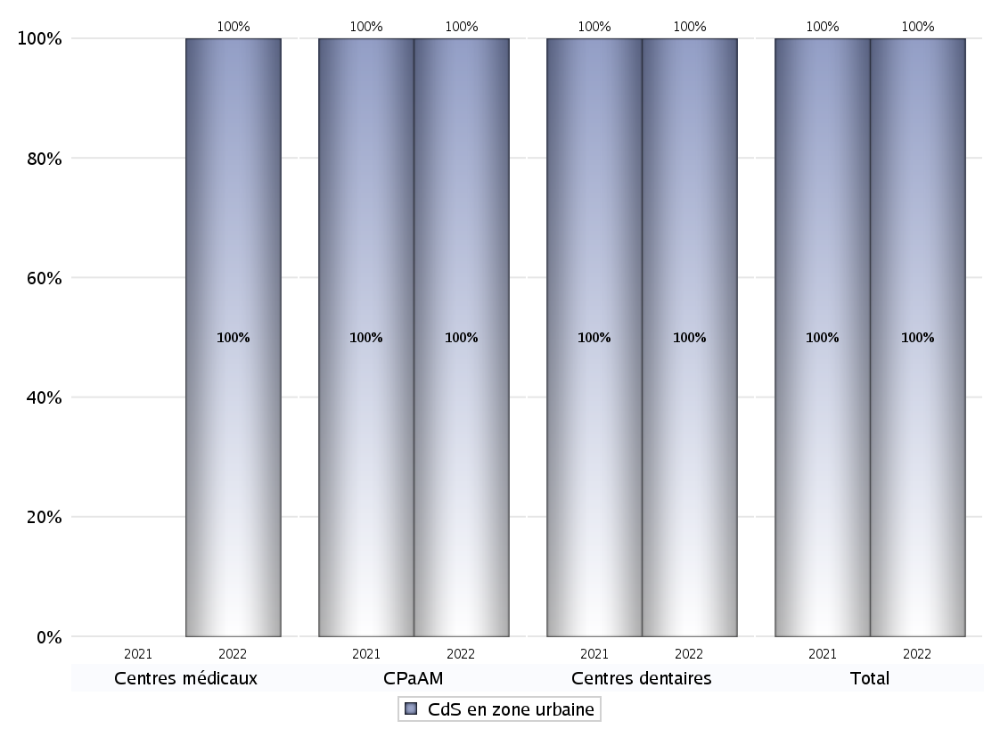 100% 100% 100% 100% 100% 100% 100%
100%
80%
60%
100% 100% 100% 100% 100% 100% 100%
40%
20%
0%
2021 2022 2021 2022 2021 2022 2021 2022
Centres médicaux CPaAM Centres dentaires Total
CdS en zone urbaine